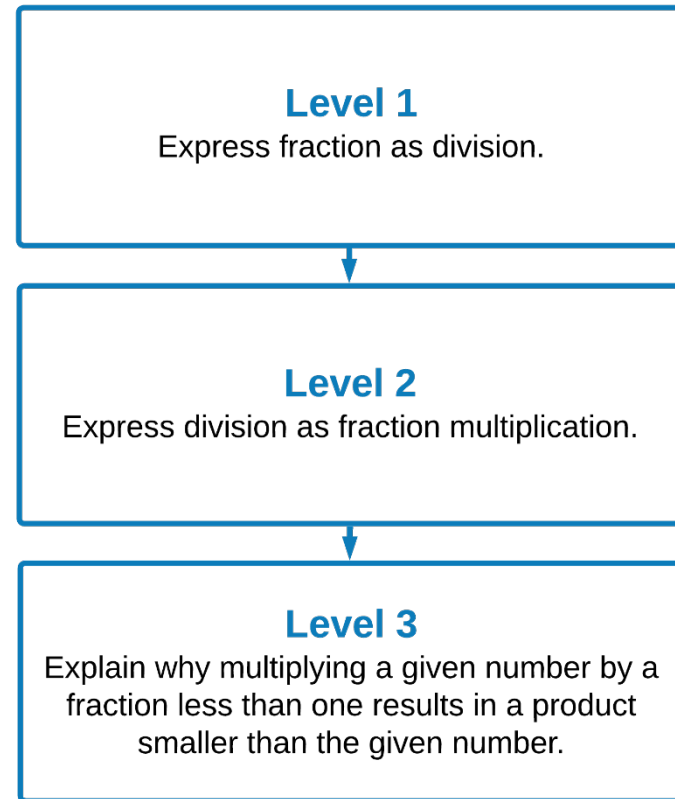 Level 1
Express fraction as division.
Level 2
Express division as fraction multiplication.
Level 3
Explain why multiplying a given number by a
fraction less than one results in a product
smaller than the given number.